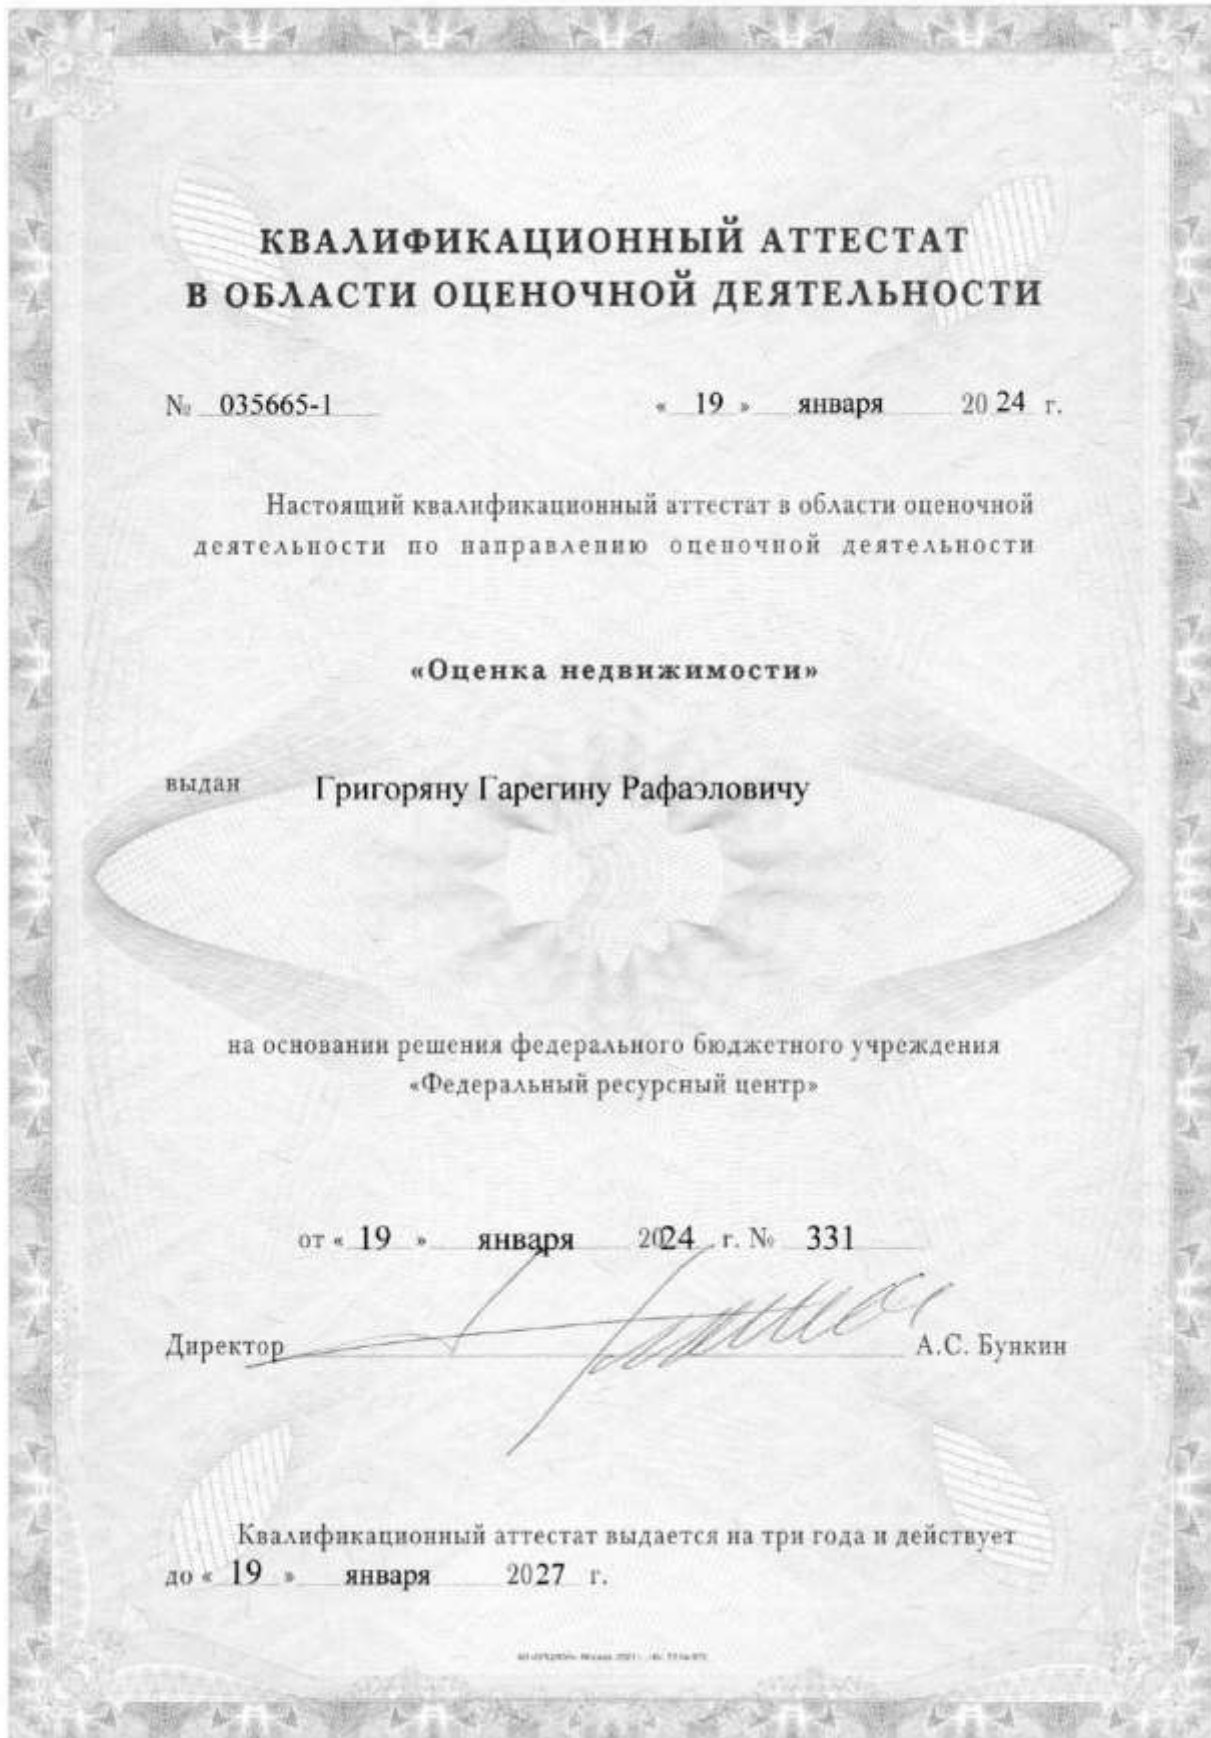 КВАЛИФИКАЦИОННЫЙ АТТЕСТАТ
В ОБЛАСТИ ОЦЕНОЧНОЙ ДЕЯТЕЛЬНОСТИ
№ 035665-1 « 19 » января 2024 г.
Настоящий квалификационный аттестат в области оценочной
деятельности по направлению оценочной деятельности
«Оценка недвижимости»
выдан Григоряну Гарегину Рафаэловичу
на основании решения федерального бюджетного учреждения
«Федеральный ресурсный центр»
от « 19 » января 2024 г. № 331
Директор А.С. Бункин
Квалификационный аттестат выдается на три года и действует
до « 19 » января 2027 г.